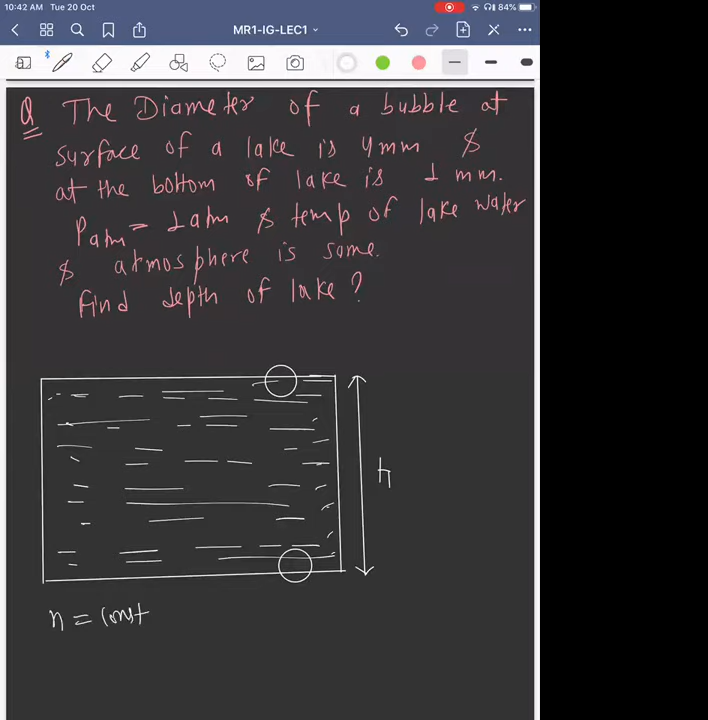 10:42 AM Tue 20 Oct
84%
MR1-IG-LEC1
Q The Diameter of a bubble at
surface of a lake is 4mm &
at the bottom of lake is 1 mm.
Patm = 1 atm & temp of lake water
& atmosphere is same.
find depth of lake?
h
n = const